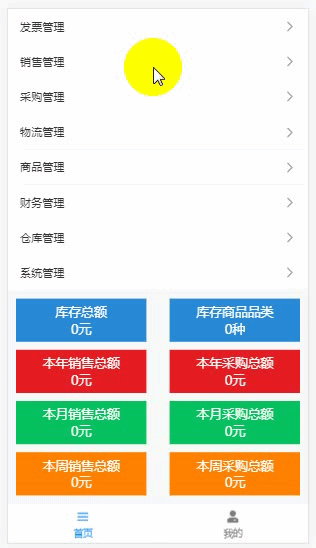 发票管理
销售管理
采购管理
物流管理
商品管理
财务管理
仓库管理
系统管理
库存总额
0元
库存商品品类
0种
本年销售总额
0元
本年采购总额
0元
本月销售总额
0元
本月采购总额
0元
本周销售总额
0元
本周采购总额
0元
首页
我的